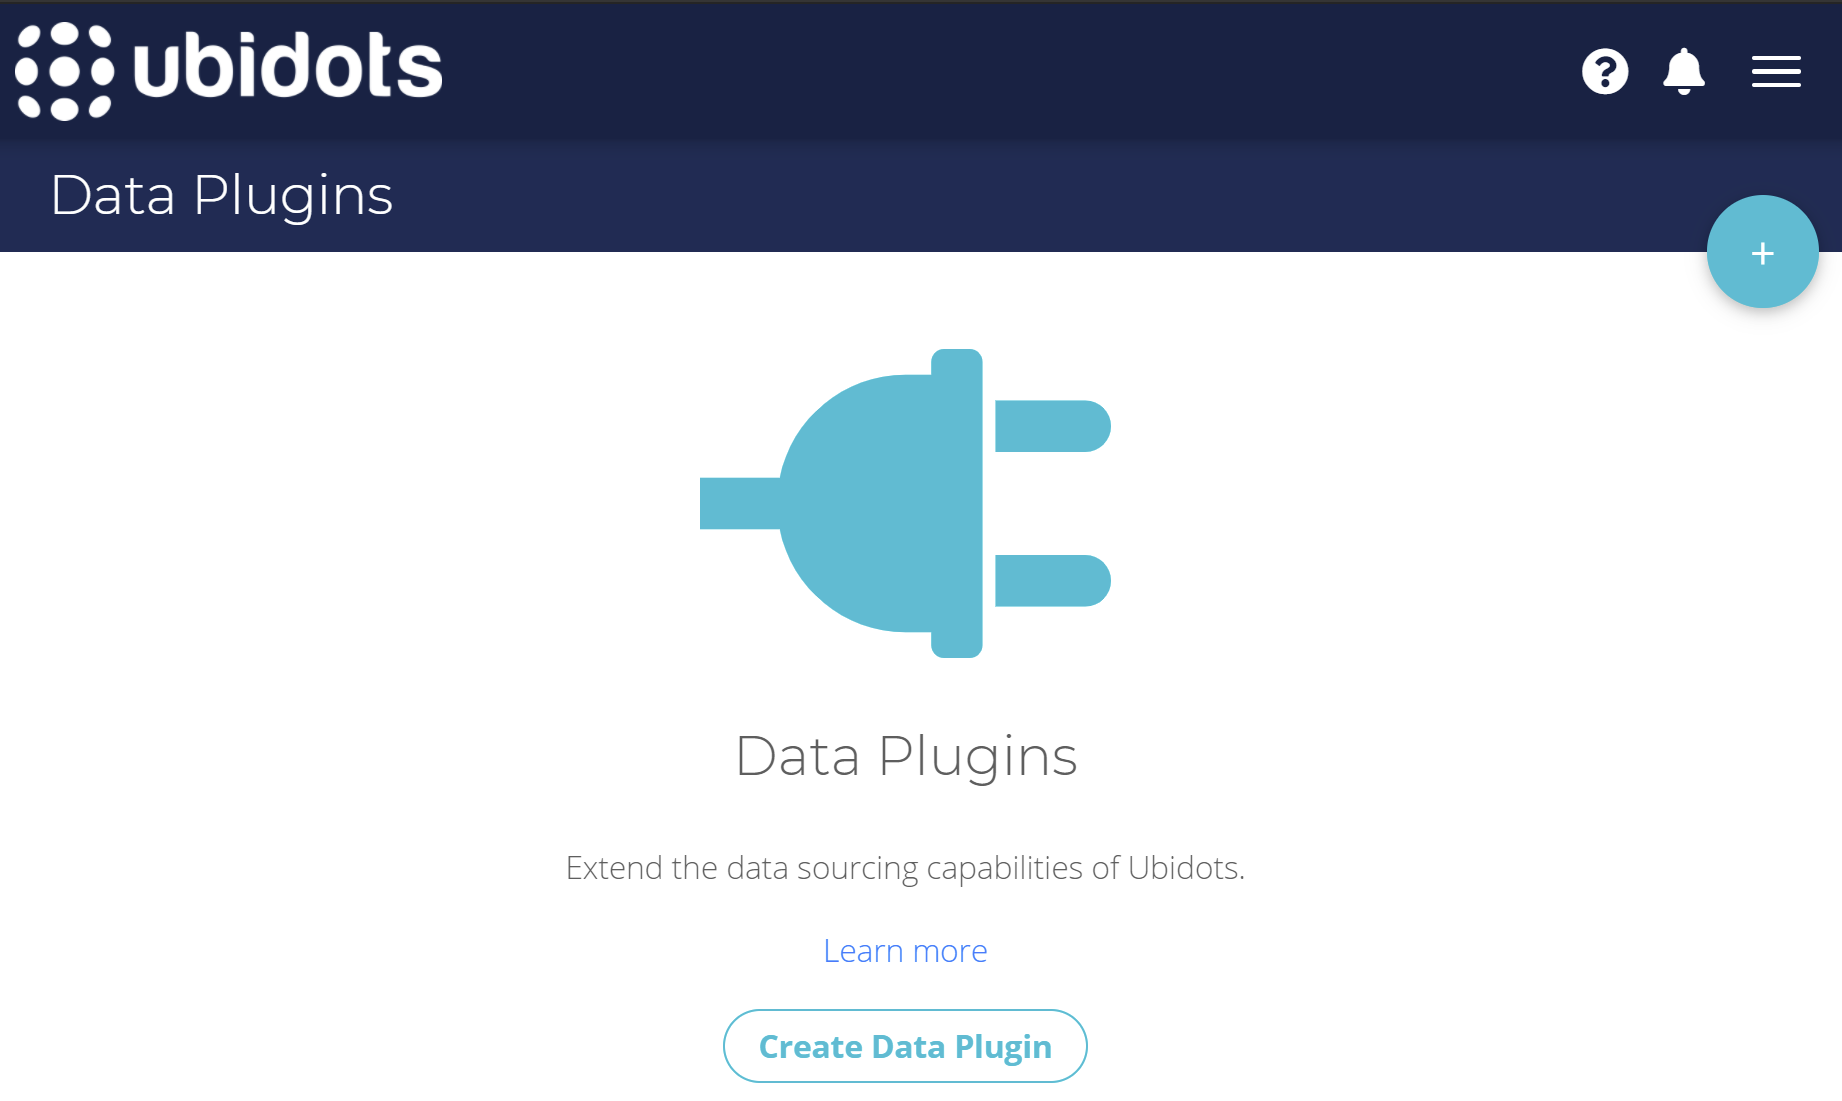 ubidots
Data Plugins
+
Data Plugins
Extend the data sourcing capabilities of Ubidots.
Learn more
Create Data Plugin